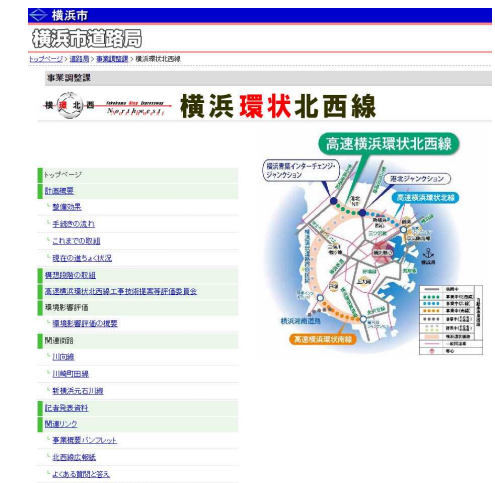 横浜市
横浜市道路局
トップページ > 道路局 > 事業調整課 > 横浜環状北西線
事業調整課
横環北西 Yokohama Ring Expressway Northwest
横浜環状北西線
トップページ
計画概要
整備効果
手続きの流れ
これまでの取組
現在の進ちょく状況
構想段階の取組
高速横浜環状北西線工事技術提案等評価委員会
環境影響評価
環境影響評価の概要
関連街路
川向線
川崎町田線
新横浜元石川線
記者発表資料
関連リンク
事業概要パンフレット
北西線広報紙
よくある質問と答え
高速横浜環状北西線
横浜青葉インターチェンジ・
ジャンクション
港北ジャンクション
高速横浜環状北線
横浜港
横浜湘南道路
高速横浜環状南線